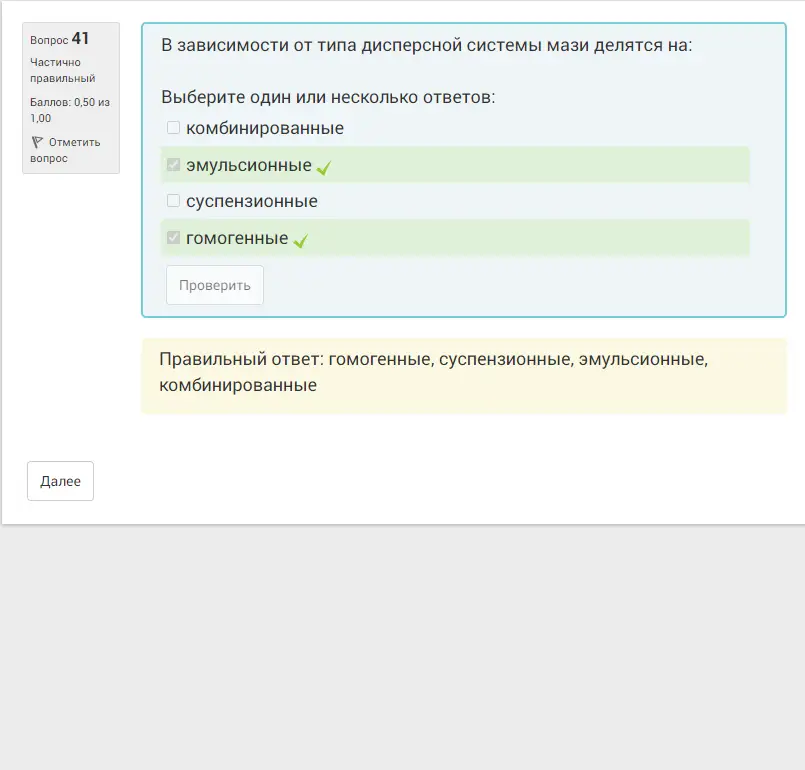 Вопрос 41
Частично
правильный
Баллов: 0,50 из
1,00
Отметить
вопрос
В зависимости от типа дисперсной системы мази делятся на:
Выберите один или несколько ответов:
комбинированные
эмульсионные
суспензионные
гомогенные
Проверить
Правильный ответ: гомогенные, суспензионные, эмульсионные,
комбинированные
Далее